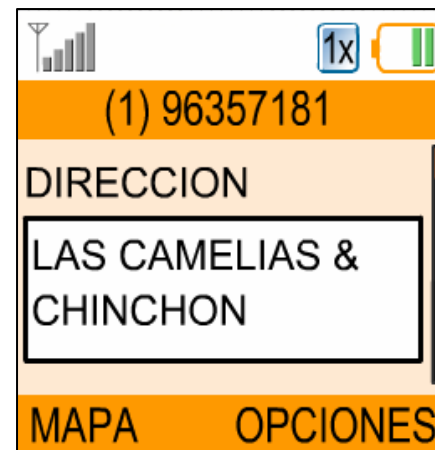 1x
(1) 96357181
DIRECCION
LAS CAMELIAS &
CHINCHON
MAPA OPCIONES